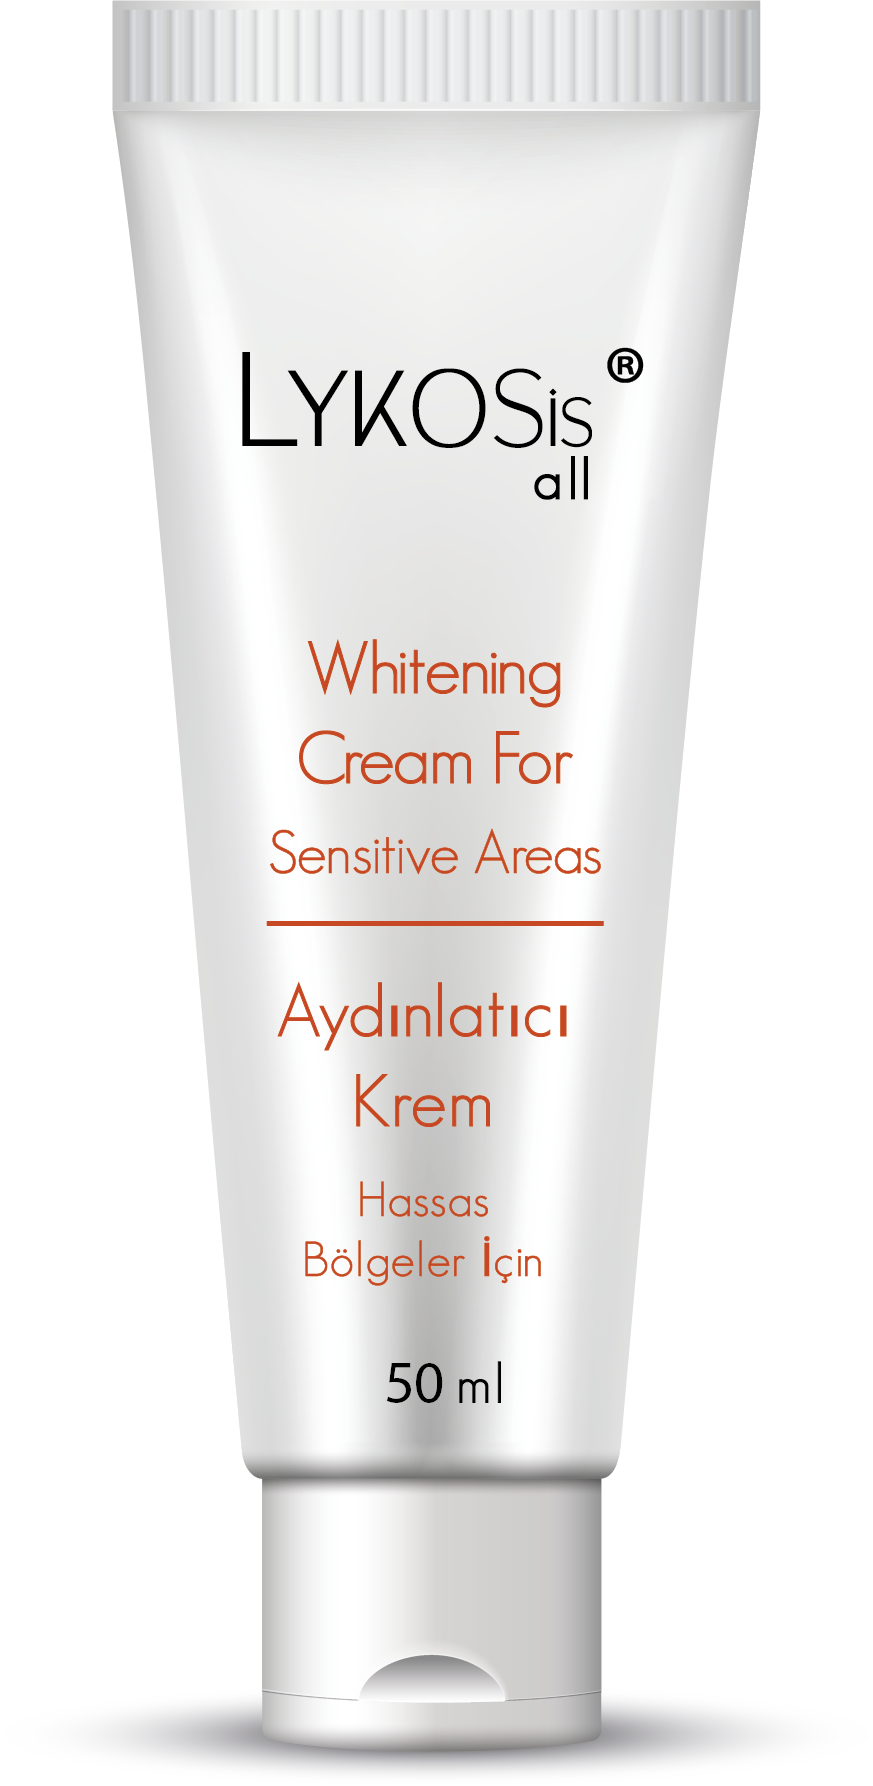 LYKOSis®
all
Whitening
Cream For
Sensitive Areas
Aydınlatıcı
Krem
Hassas
Bölgeler İçin
50 ml